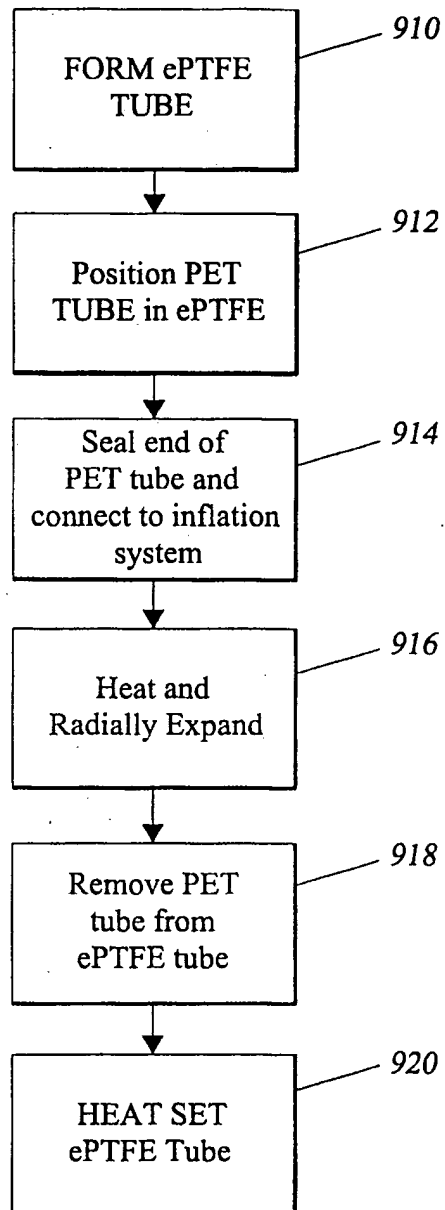 910
FORM ePTFE
TUBE
912
Position PET
TUBE in ePTFE
914
Seal end of
PET tube and
connect to inflation
system
916
Heat and
Radially Expand
918
Remove PET
tube from
ePTFE tube
920
HEAT SET
ePTFE Tube